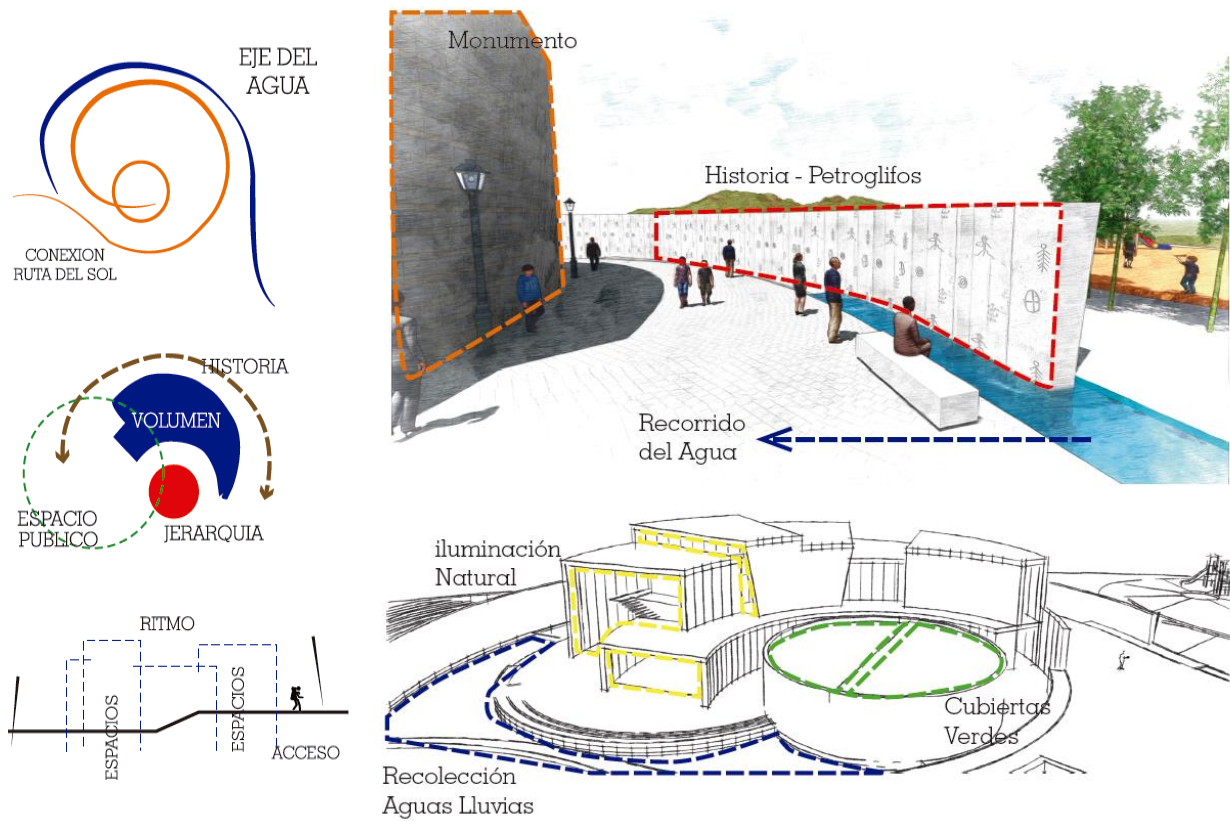 EJE DEL
AGUA
CONEXION
RUTA DEL SOL
HISTORIA
VOLUMEN
ESPACIO
PUBLICO
JERARQUIA
RITMO
ESPACIOS
ESPACIOS
ACCESO
Monumento
Historia - Petroglifos
Recorrido
del Agua
iluminación
Natural
Cubiertas
Verdes
Recolección
Aguas Lluvias